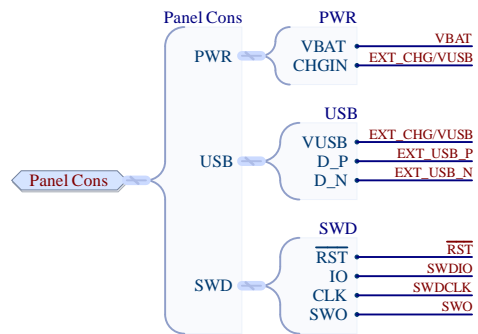 Panel Cons
PWR
VBAT
VBAT
CHGIN
EXT_CHG/VUSB
PWR
USB
VUSB
EXT_CHG/VUSB
USB
D_P
EXT_USB_P
D_N
EXT_USB_N
Panel Cons
SWD
RST
RST
SWD
IO
SWDIO
CLK
SWDCLK
SWO
SWO